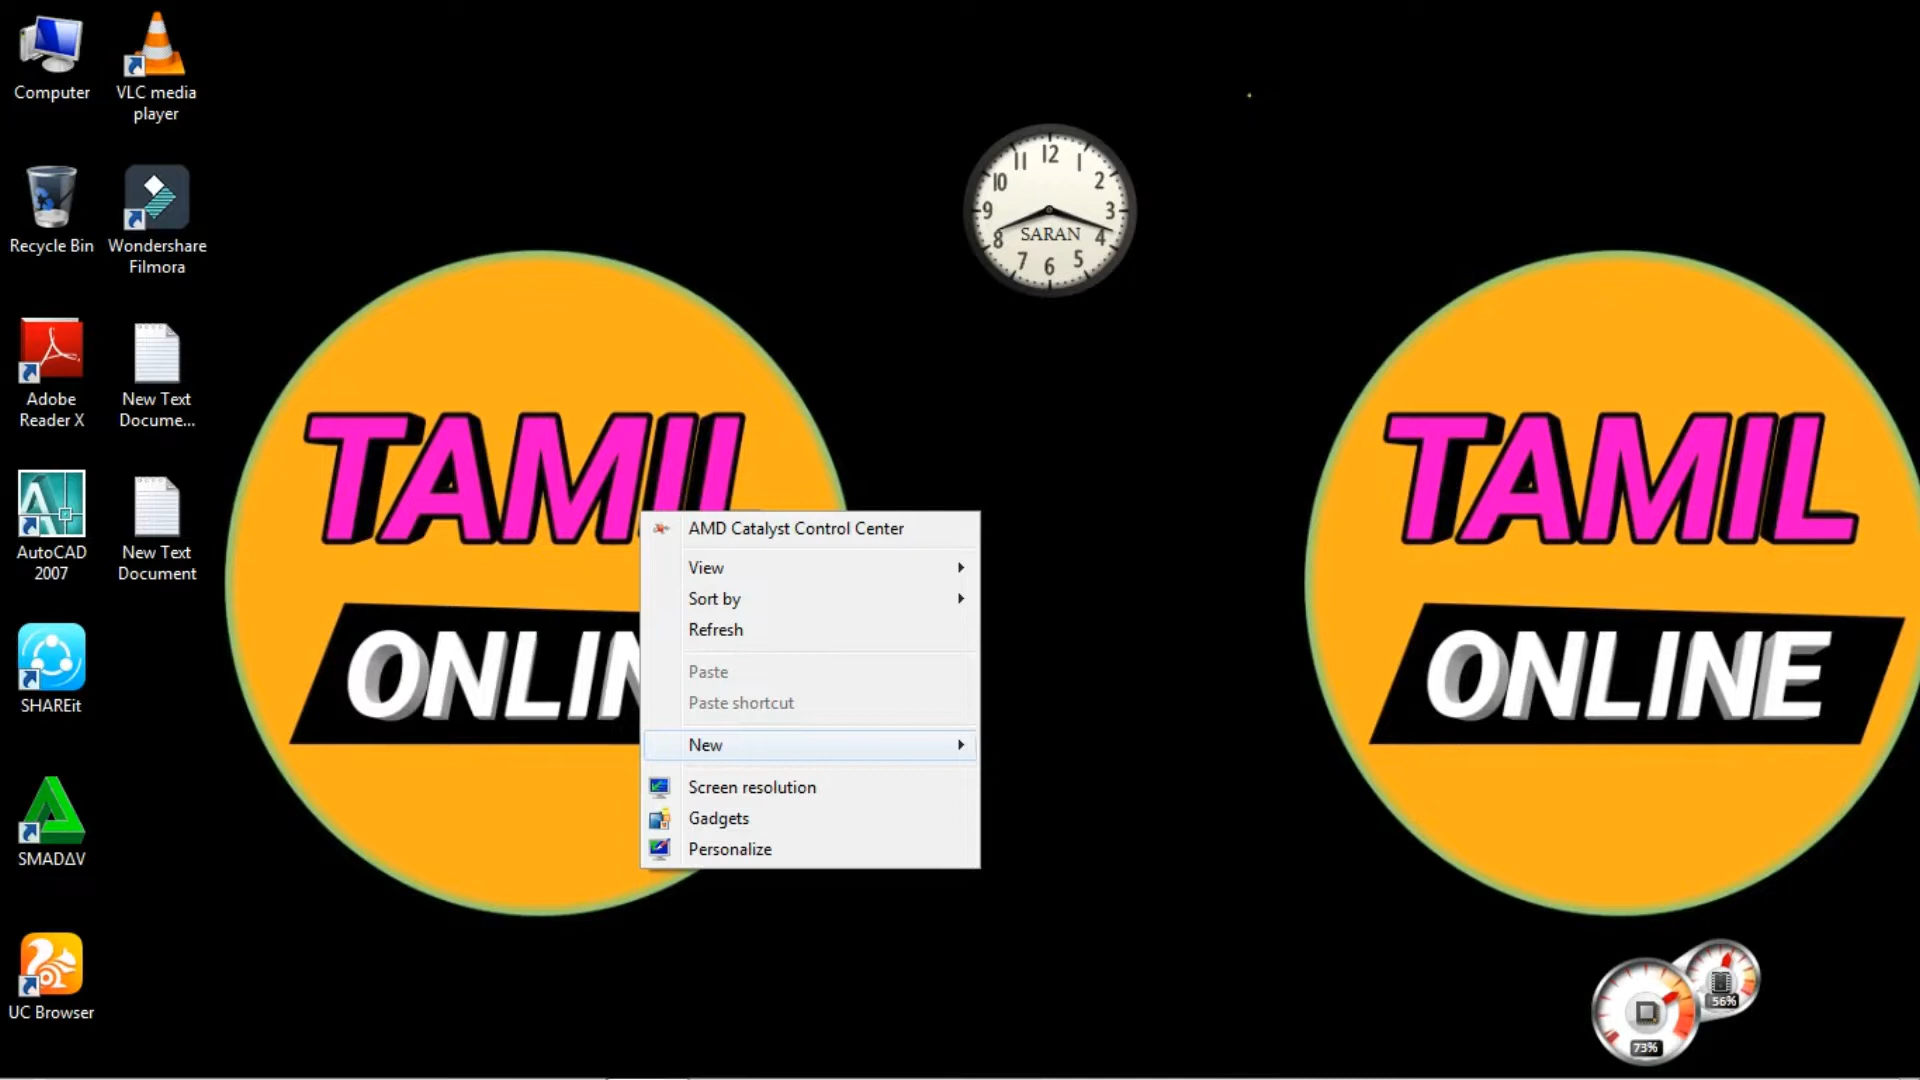 Computer
VLC media
player
Recycle Bin
Wondershare
Filmora
Adobe
Reader X
New Text
Docume...
AutoCAD
2007
New Text
Document
SHAREit
SMADΔV
UC Browser
12
1
2
3
4
5
6
7
8
9
10
11
SARAN
TAMIL
ONLIN
AMD Catalyst Control Center
View
Sort by
Refresh
Paste
Paste shortcut
New
Screen resolution
Gadgets
Personalize
TAMIL
ONLINE
56%
73%